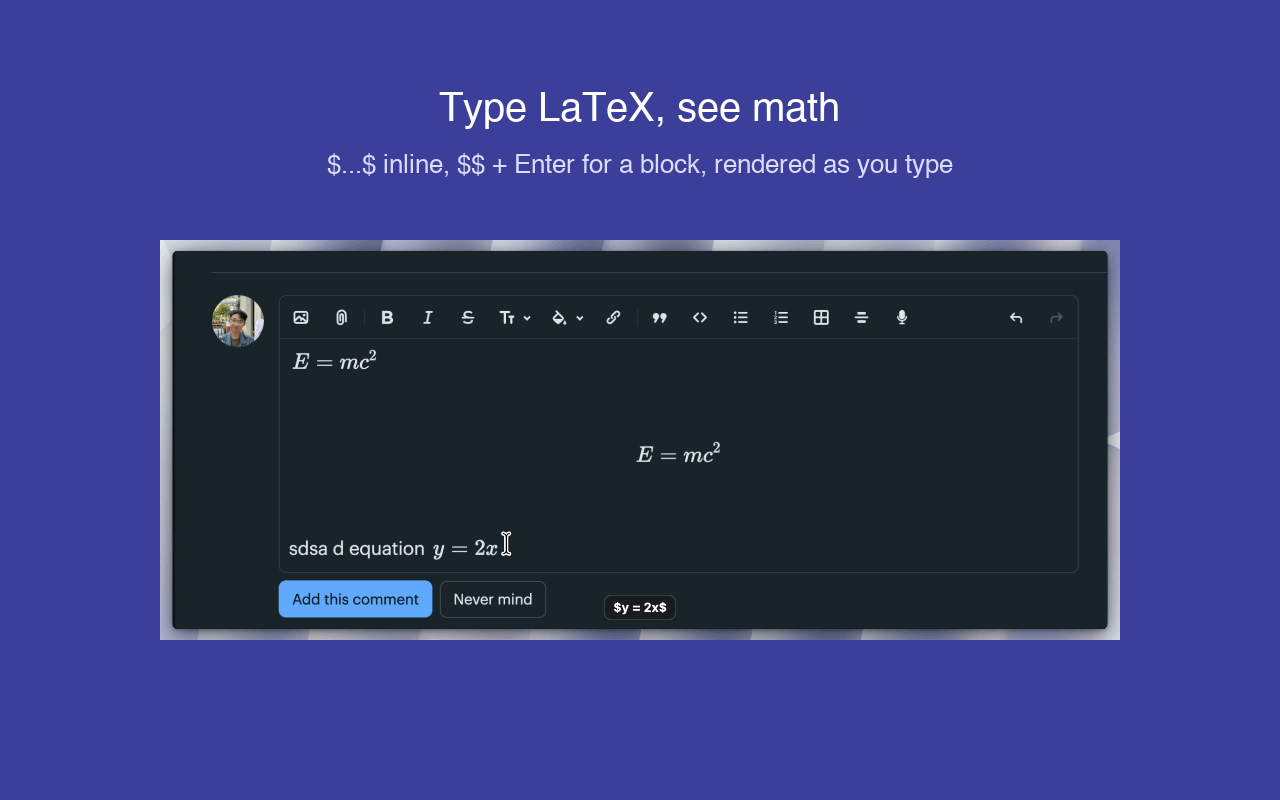 Type LaTeX, see math
$...$ inline, $$ + Enter for a block, rendered as you type
B I S Tт
E = mc²
E = mc²
sdsa d equation y = 2x
Add this comment
Never mind
$y = 2x$